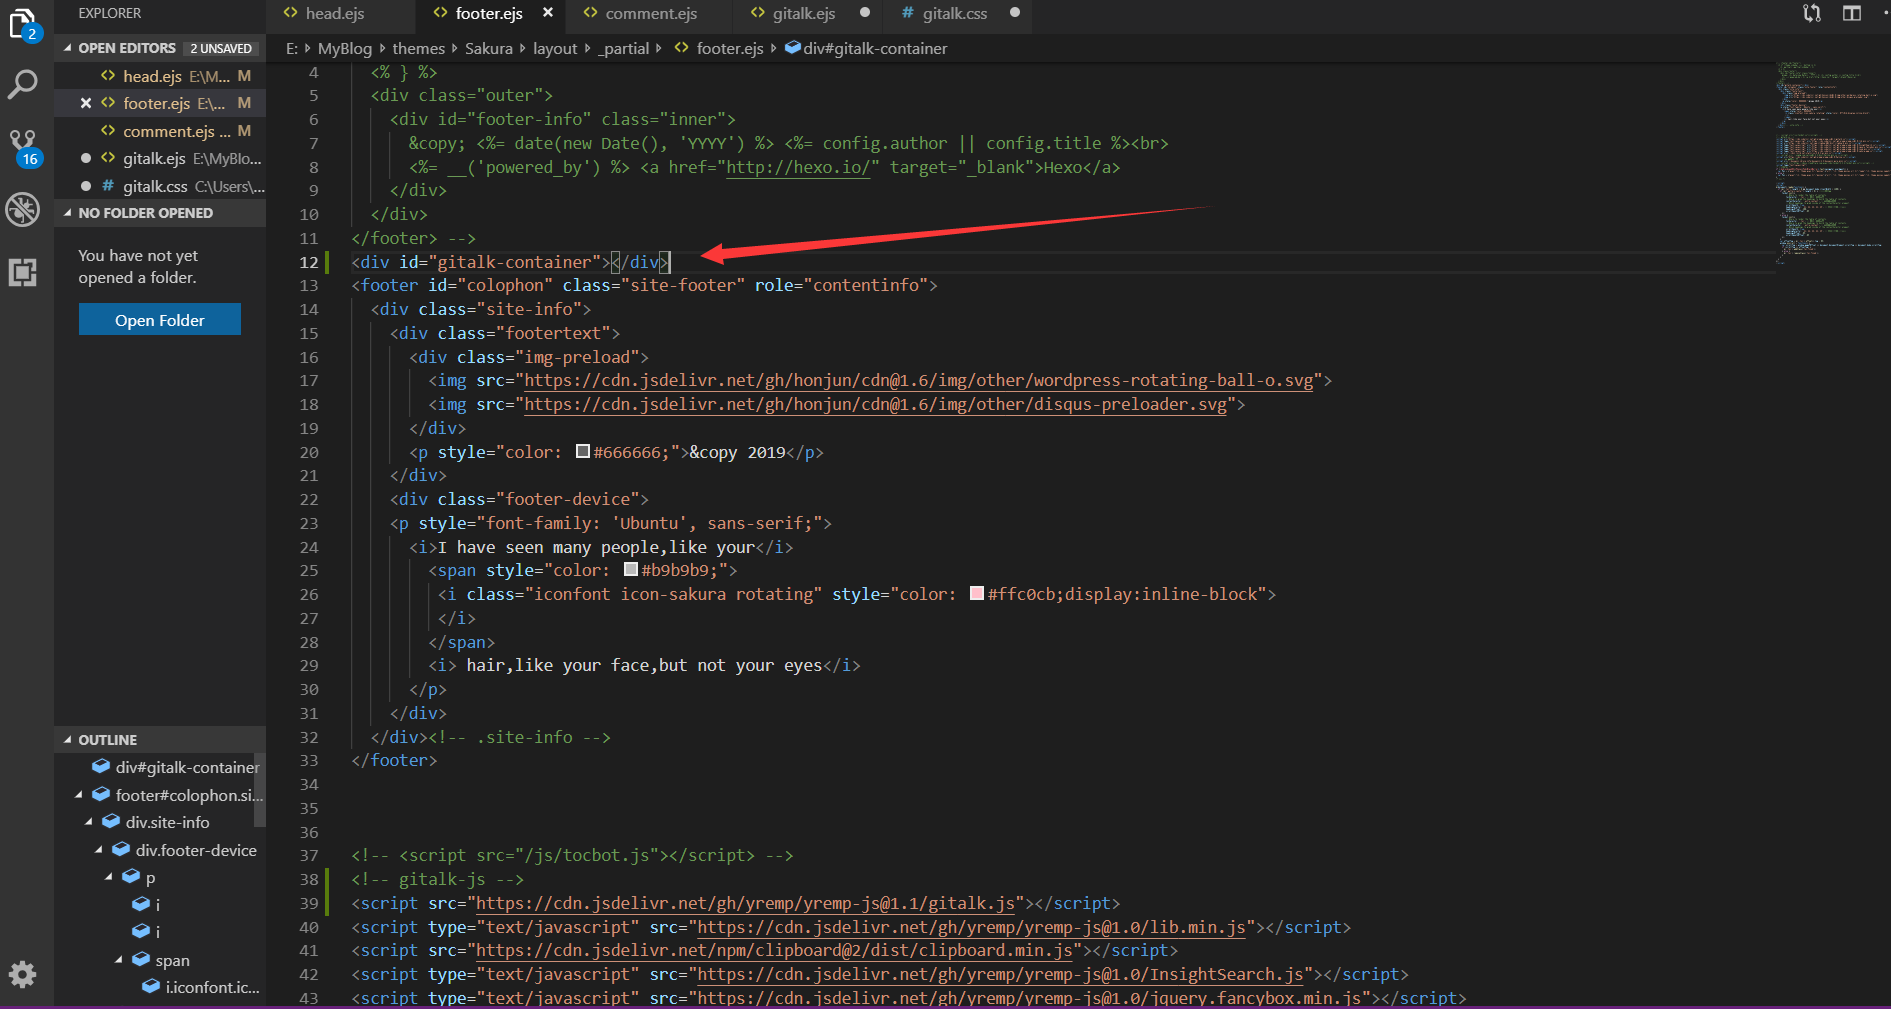 EXPLORER
head.ejs
footer.ejs
comment.ejs
gitalk.ejs
# gitalk.css
2
OPEN EDITORS 2 UNSAVED
E: MyBlog themes Sakura layout _partial footer.ejs div#gitalk-container
head.ejs E:\M... M
footer.ejs E:\... M
comment.ejs ... M
gitalk.ejs E:\MyBlo...
# gitalk.css C:\Users\...
16
NO FOLDER OPENED
You have not yet
opened a folder.
Open Folder
OUTLINE
div#gitalk-container
footer#colophon.si...
div.site-info
div.footer-device
p
i
i
span
i.iconfont.ic...
4 <% } %>
5 <div class="outer">
6 <div id="footer-info" class="inner">
7 &copy; <%= date(new Date(), 'YYYY') %> <%= config.author || config.title %><br>
8 <%= __('powered_by') %> <a href="http://hexo.io/" target="_blank">Hexo</a>
9 </div>
10 </div>
11 </footer> -->
12 <div id="gitalk-container"></div>
13 <footer id="colophon" class="site-footer" role="contentinfo">
14 <div class="site-info">
15 <div class="footertext">
16 <div class="img-preload">
17 <img src="https://cdn.jsdelivr.net/gh/honjun/cdn@1.6/img/other/wordpress-rotating-ball-o.svg">
18 <img src="https://cdn.jsdelivr.net/gh/honjun/cdn@1.6/img/other/disqus-preloader.svg">
19 </div>
20 <p style="color: #666666;">&copy 2019</p>
21 </div>
22 <div class="footer-device">
23 <p style="font-family: 'Ubuntu', sans-serif;">
24 <i>I have seen many people,like your</i>
25 <span style="color: #b9b9b9;">
26 <i class="iconfont icon-sakura rotating" style="color: #ffc0cb;display:inline-block">
27 </i>
28 </span>
29 <i> hair,like your face,but not your eyes</i>
30 </p>
31 </div>
32 </div><!-- .site-info -->
33 </footer>
34
35
36
37 <!-- <script src="/js/tocbot.js"></script> -->
38 <!-- gitalk-js -->
39 <script src="https://cdn.jsdelivr.net/gh/yremp/yremp-js@1.1/gitalk.js"></script>
40 <script type="text/javascript" src="https://cdn.jsdelivr.net/gh/yremp/yremp-js@1.0/lib.min.js"></script>
41 <script src="https://cdn.jsdelivr.net/npm/clipboard@2/dist/clipboard.min.js"></script>
42 <script type="text/javascript" src="https://cdn.jsdelivr.net/gh/yremp/yremp-js@1.0/InsightSearch.js"></script>
43 <script type="text/javascript" src="https://cdn.jsdelivr.net/gh/yremp/yremp-js@1.0/jquery.fancybox.min.js"></script>